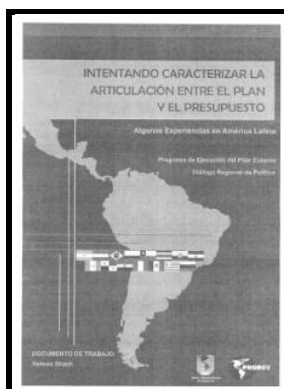 INTENTANDO CARACTERIZAR LA
ARTICULACIÓN ENTRE EL PLAN
Y EL PRESUPUESTO
Algunas Experiencias en América Latina
Programa de Ejecución del Pilar Externo
Diálogo Regional de Política
DOCUMENTO DE TRABAJO
Nelson Shack
PRODEV